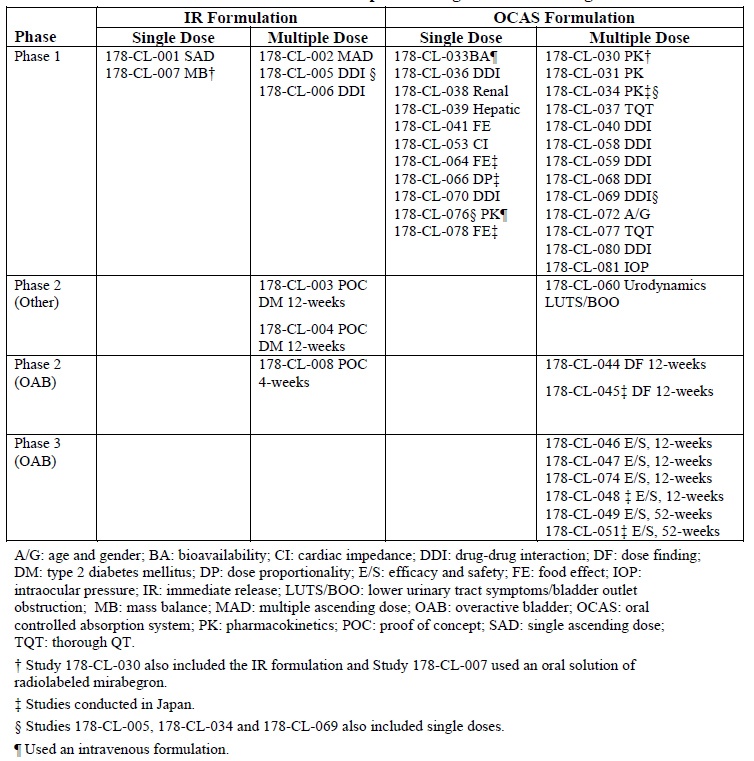 IR Formulation OCAS Formulation
Phase Single Dose Multiple Dose Single Dose Multiple Dose
Phase 1
178-CL-001 SAD
178-CL-007 MB†
178-CL-002 MAD
178-CL-005 DDI §
178-CL-006 DDI
178-CL-033BA¶
178-CL-036 DDI
178-CL-038 Renal
178-CL-039 Hepatic
178-CL-041 FE
178-CL-053 CI
178-CL-064 FE‡
178-CL-066 DP‡
178-CL-070 DDI
178-CL-076§ PK¶
178-CL-078 FE‡
178-CL-030 PK†
178-CL-031 PK
178-CL-034 PK‡§
178-CL-037 TQT
178-CL-040 DDI
178-CL-058 DDI
178-CL-059 DDI
178-CL-068 DDI
178-CL-069 DDI§
178-CL-072 A/G
178-CL-077 TQT
178-CL-080 DDI
178-CL-081 IOP
Phase 2
(Other)
178-CL-003 POC
DM 12-weeks
178-CL-004 POC
DM 12-weeks
178-CL-060 Urodynamics
LUTS/BOO
Phase 2
(OAB)
178-CL-008 POC
4-weeks
178-CL-044 DF 12-weeks
178-CL-045‡ DF 12-weeks
Phase 3
(OAB)
178-CL-046 E/S, 12-weeks
178-CL-047 E/S, 12-weeks
178-CL-074 E/S, 12-weeks
178-CL-048 ‡ E/S, 12-weeks
178-CL-049 E/S, 52-weeks
178-CL-051‡ E/S, 52-weeks
A/G: age and gender; BA: bioavailability; CI: cardiac impedance; DDI: drug-drug interaction; DF: dose finding;
DM: type 2 diabetes mellitus; DP: dose proportionality; E/S: efficacy and safety; FE: food effect; IOP:
intraocular pressure; IR: immediate release; LUTS/BOO: lower urinary tract symptoms/bladder outlet
obstruction; MB: mass balance; MAD: multiple ascending dose; OAB: overactive bladder; OCAS: oral
controlled absorption system; PK: pharmacokinetics; POC: proof of concept; SAD: single ascending dose;
TQT: thorough QT.
† Study 178-CL-030 also included the IR formulation and Study 178-CL-007 used an oral solution of
radiolabeled mirabegron.
‡ Studies conducted in Japan.
§ Studies 178-CL-005, 178-CL-034 and 178-CL-069 also included single doses.
¶ Used an intravenous formulation.